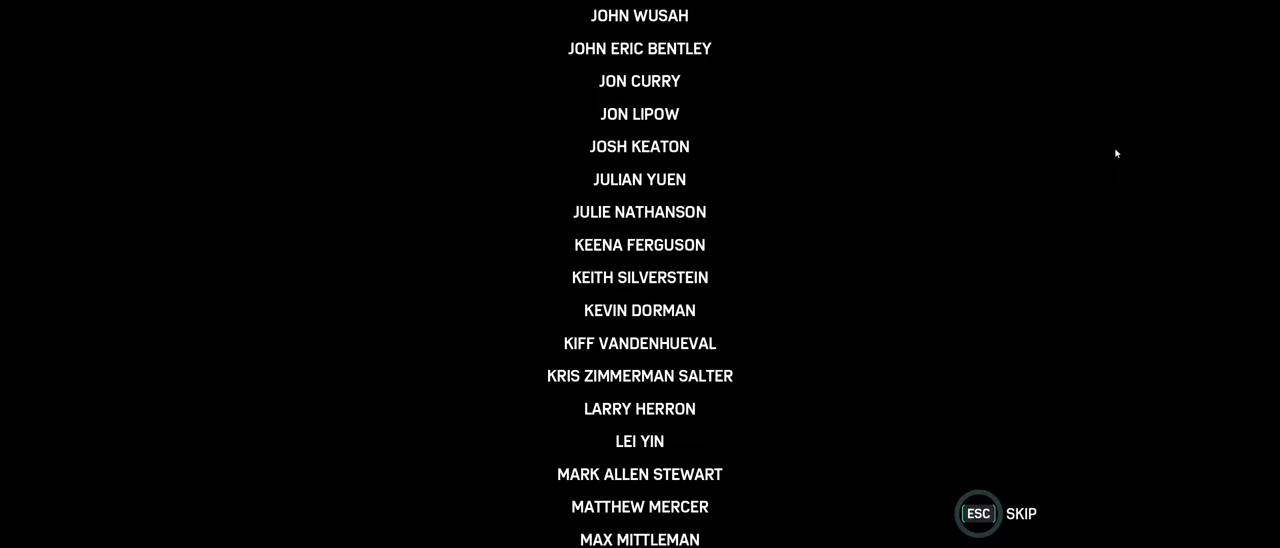 JOHN WUSAH
JOHN ERIC BENTLEY
JON CURRY
JON LIPOW
JOSH KEATON
JULIAN YUEN
JULIE NATHANSON
KEENA FERGUSON
KEITH SILVERSTEIN
KEVIN DORMAN
KIFF VANDENHUEVAL
KRIS ZIMMERMAN SALTER
LARRY HERRON
LEI YIN
MARK ALLEN STEWART
MATTHEW MERCER
ESC SKIP
MAX MITTLEMAN